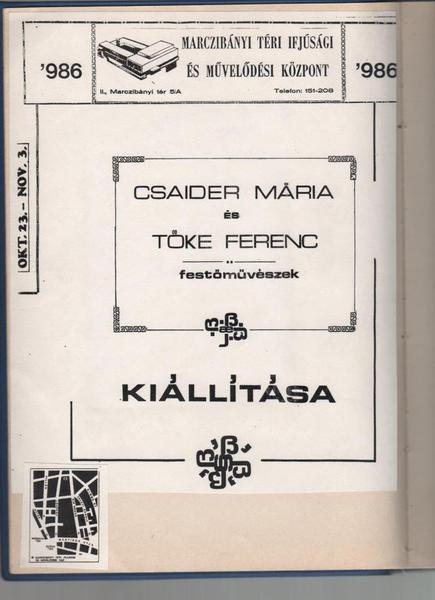 '986
MARCZIBÁNYI TÉRI IFJÚSÁGI
ÉS MŰVELŐDÉSI KÖZPONT
'986
II., Marczibányi tér 5/A
Telefon: 151-208
OKT. 23.– NOV. 3.
CSAIDER MÁRIA
ÉS
TŐKE FERENC
festőművészek
KIÁLLÍTÁSA